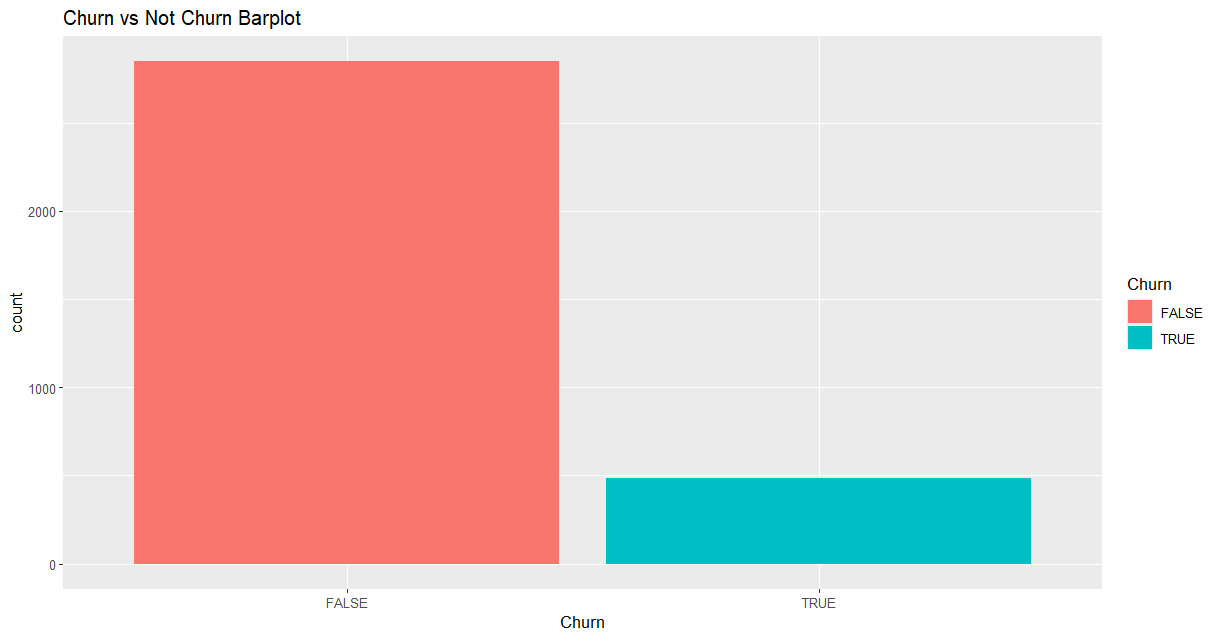 Churn vs Not Churn Barplot
count
2000
1000
0
FALSE
TRUE
Churn
Churn
FALSE
TRUE